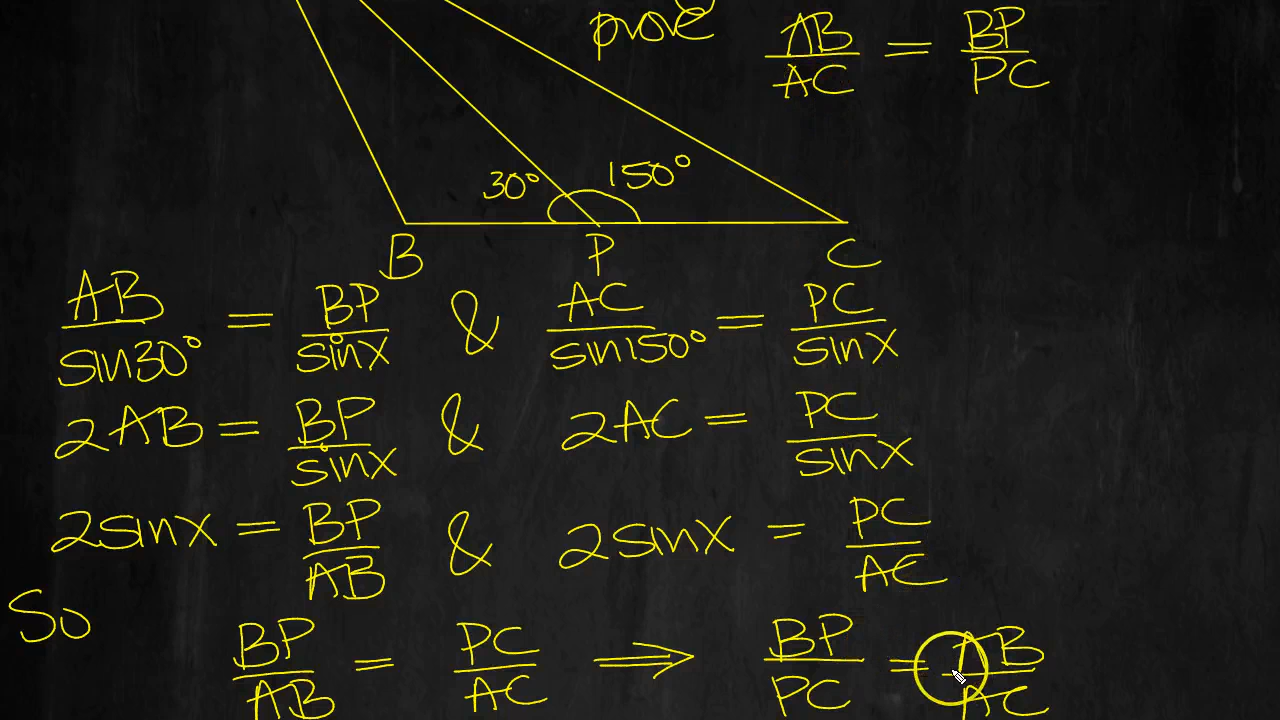 prove AB/AC = BP/PC
30° 150°
B P C
AB/sin30° = BP/sinx & AC/sin150° = PC/sinx
2AB = BP/sinx & 2AC = PC/sinx
2sinx = BP/AB & 2sinx = PC/AC
So
BP/AB = PC/AC ⟹ BP/PC = AB/AC